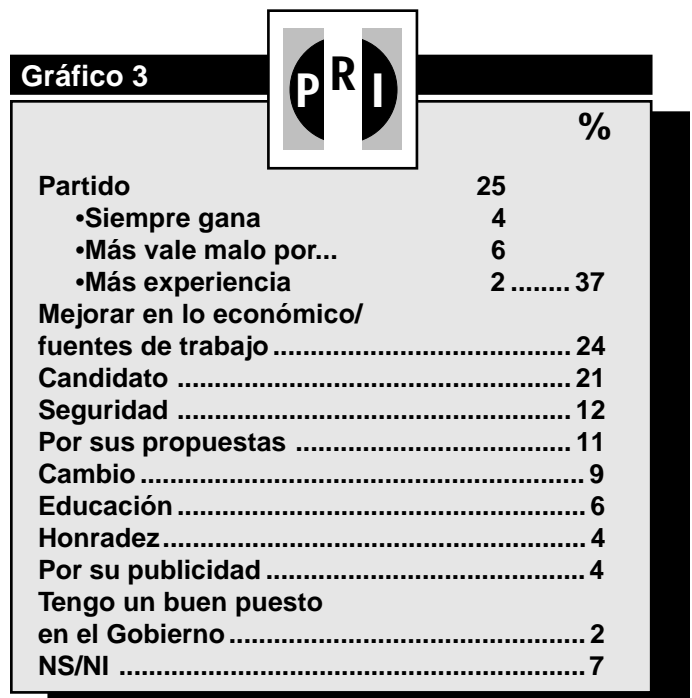 Gráfico 3
PRI
%
Partido 25
•Siempre gana 4
•Más vale malo por... 6
•Más experiencia 2 ........ 37
Mejorar en lo económico/
fuentes de trabajo ......................................... 24
Candidato ...................................................... 21
Seguridad ...................................................... 12
Por sus propuestas ...................................... 11
Cambio ............................................................ 9
Educación ....................................................... 6
Honradez ......................................................... 4
Por su publicidad ............................................ 4
Tengo un buen puesto
en el Gobierno ................................................. 2
NS/NI ............................................................... 7